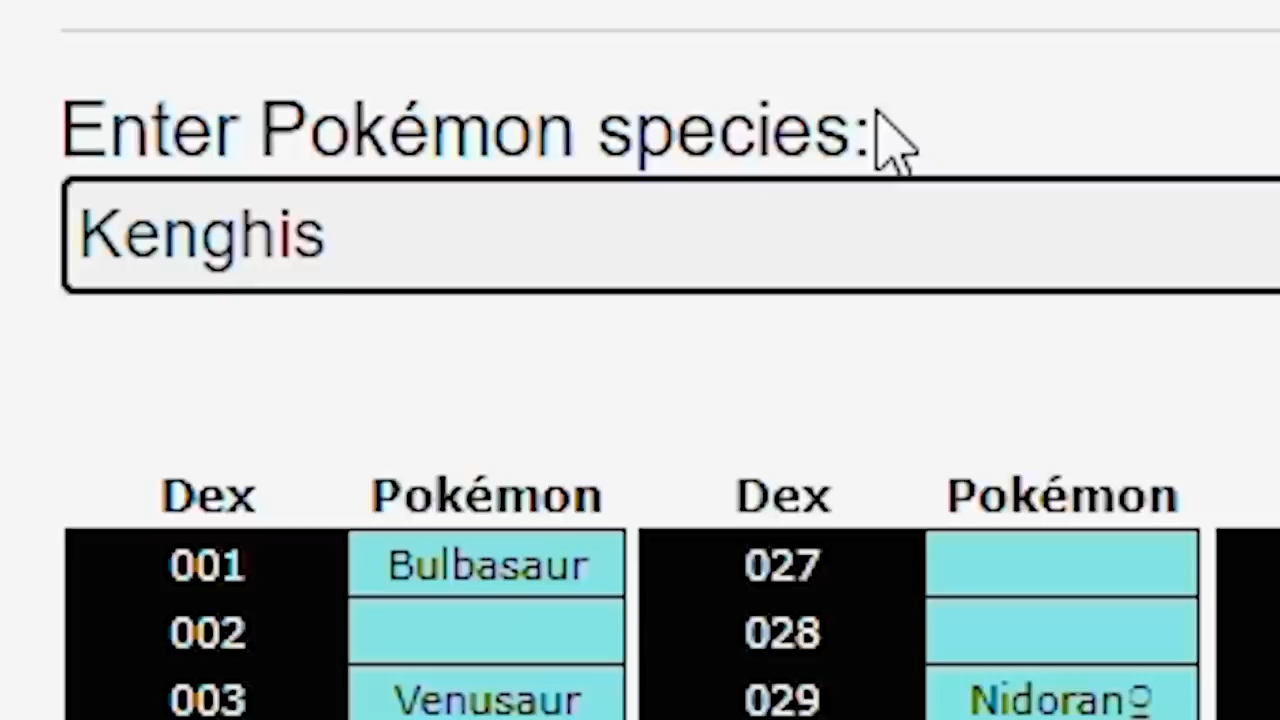 Enter Pokémon species:
Kenghis
Dex Pokémon Dex Pokémon
001 Bulbasaur 027
002 028
003 Venusaur 029 Nidoran♀